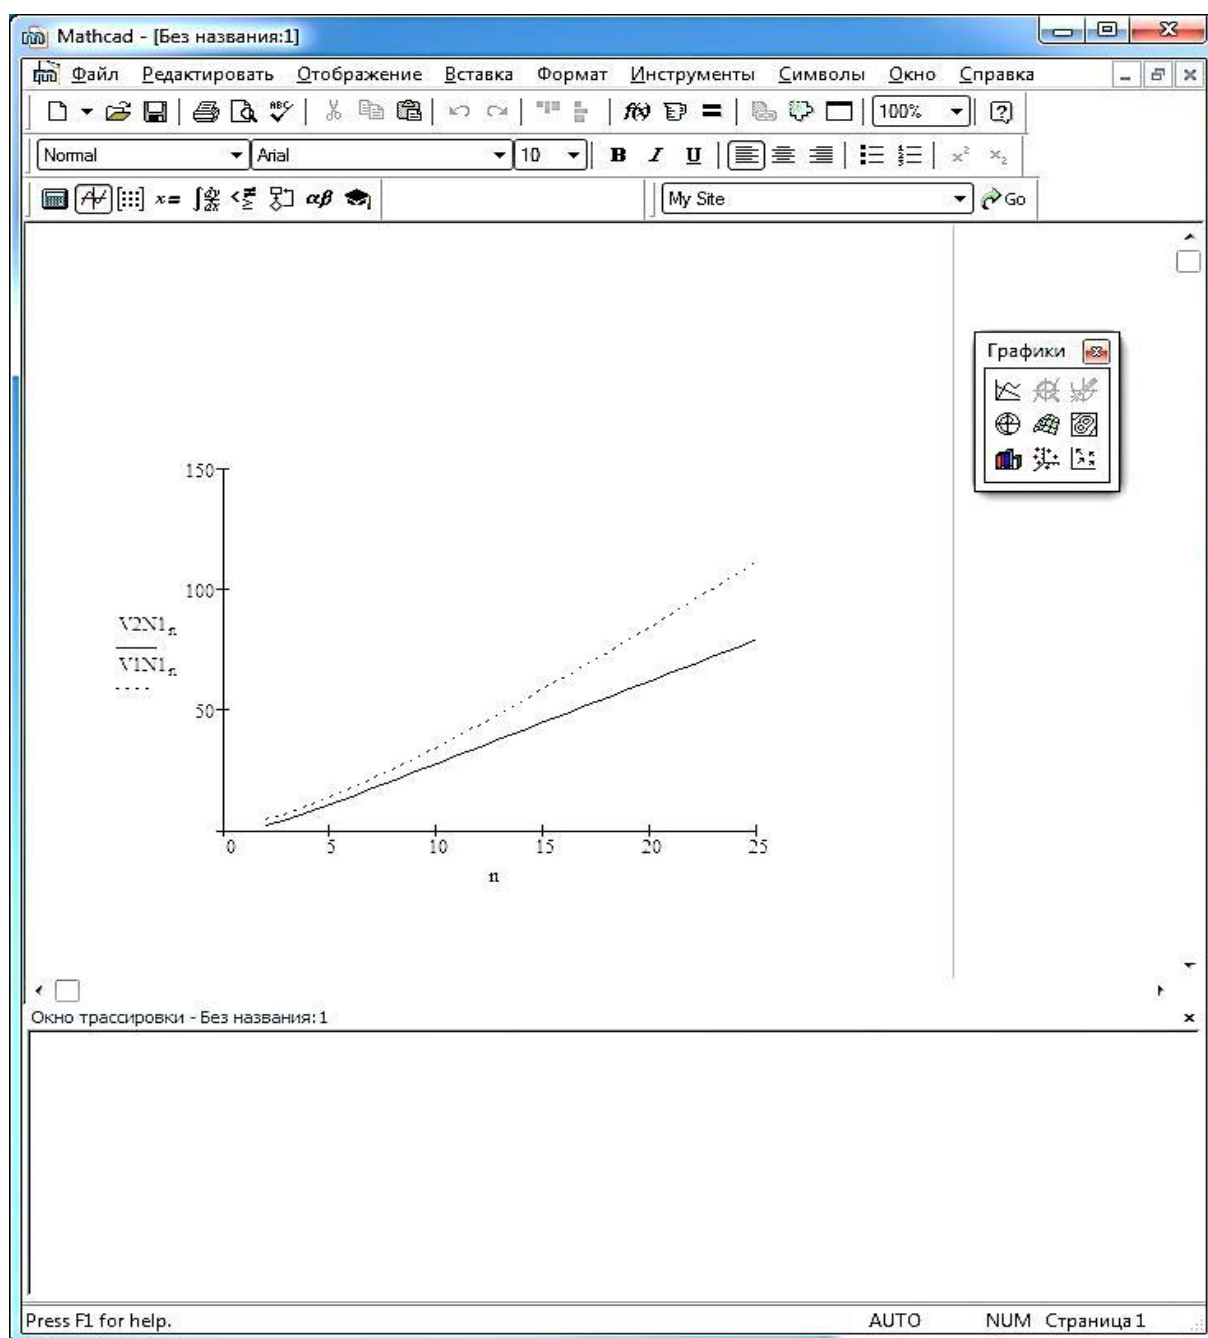 Mathcad - [Без названия:1]
Файл Редактировать Отображение Вставка Формат Инструменты Символы Окно Справка
100%
Normal Arial 10 B I U
My Site Go
Графики
150
100
V2N1n
V1N1n
50
0 5 10 15 20 25
n
Окно трассировки - Без названия:1
Press F1 for help. AUTO NUM Страница 1